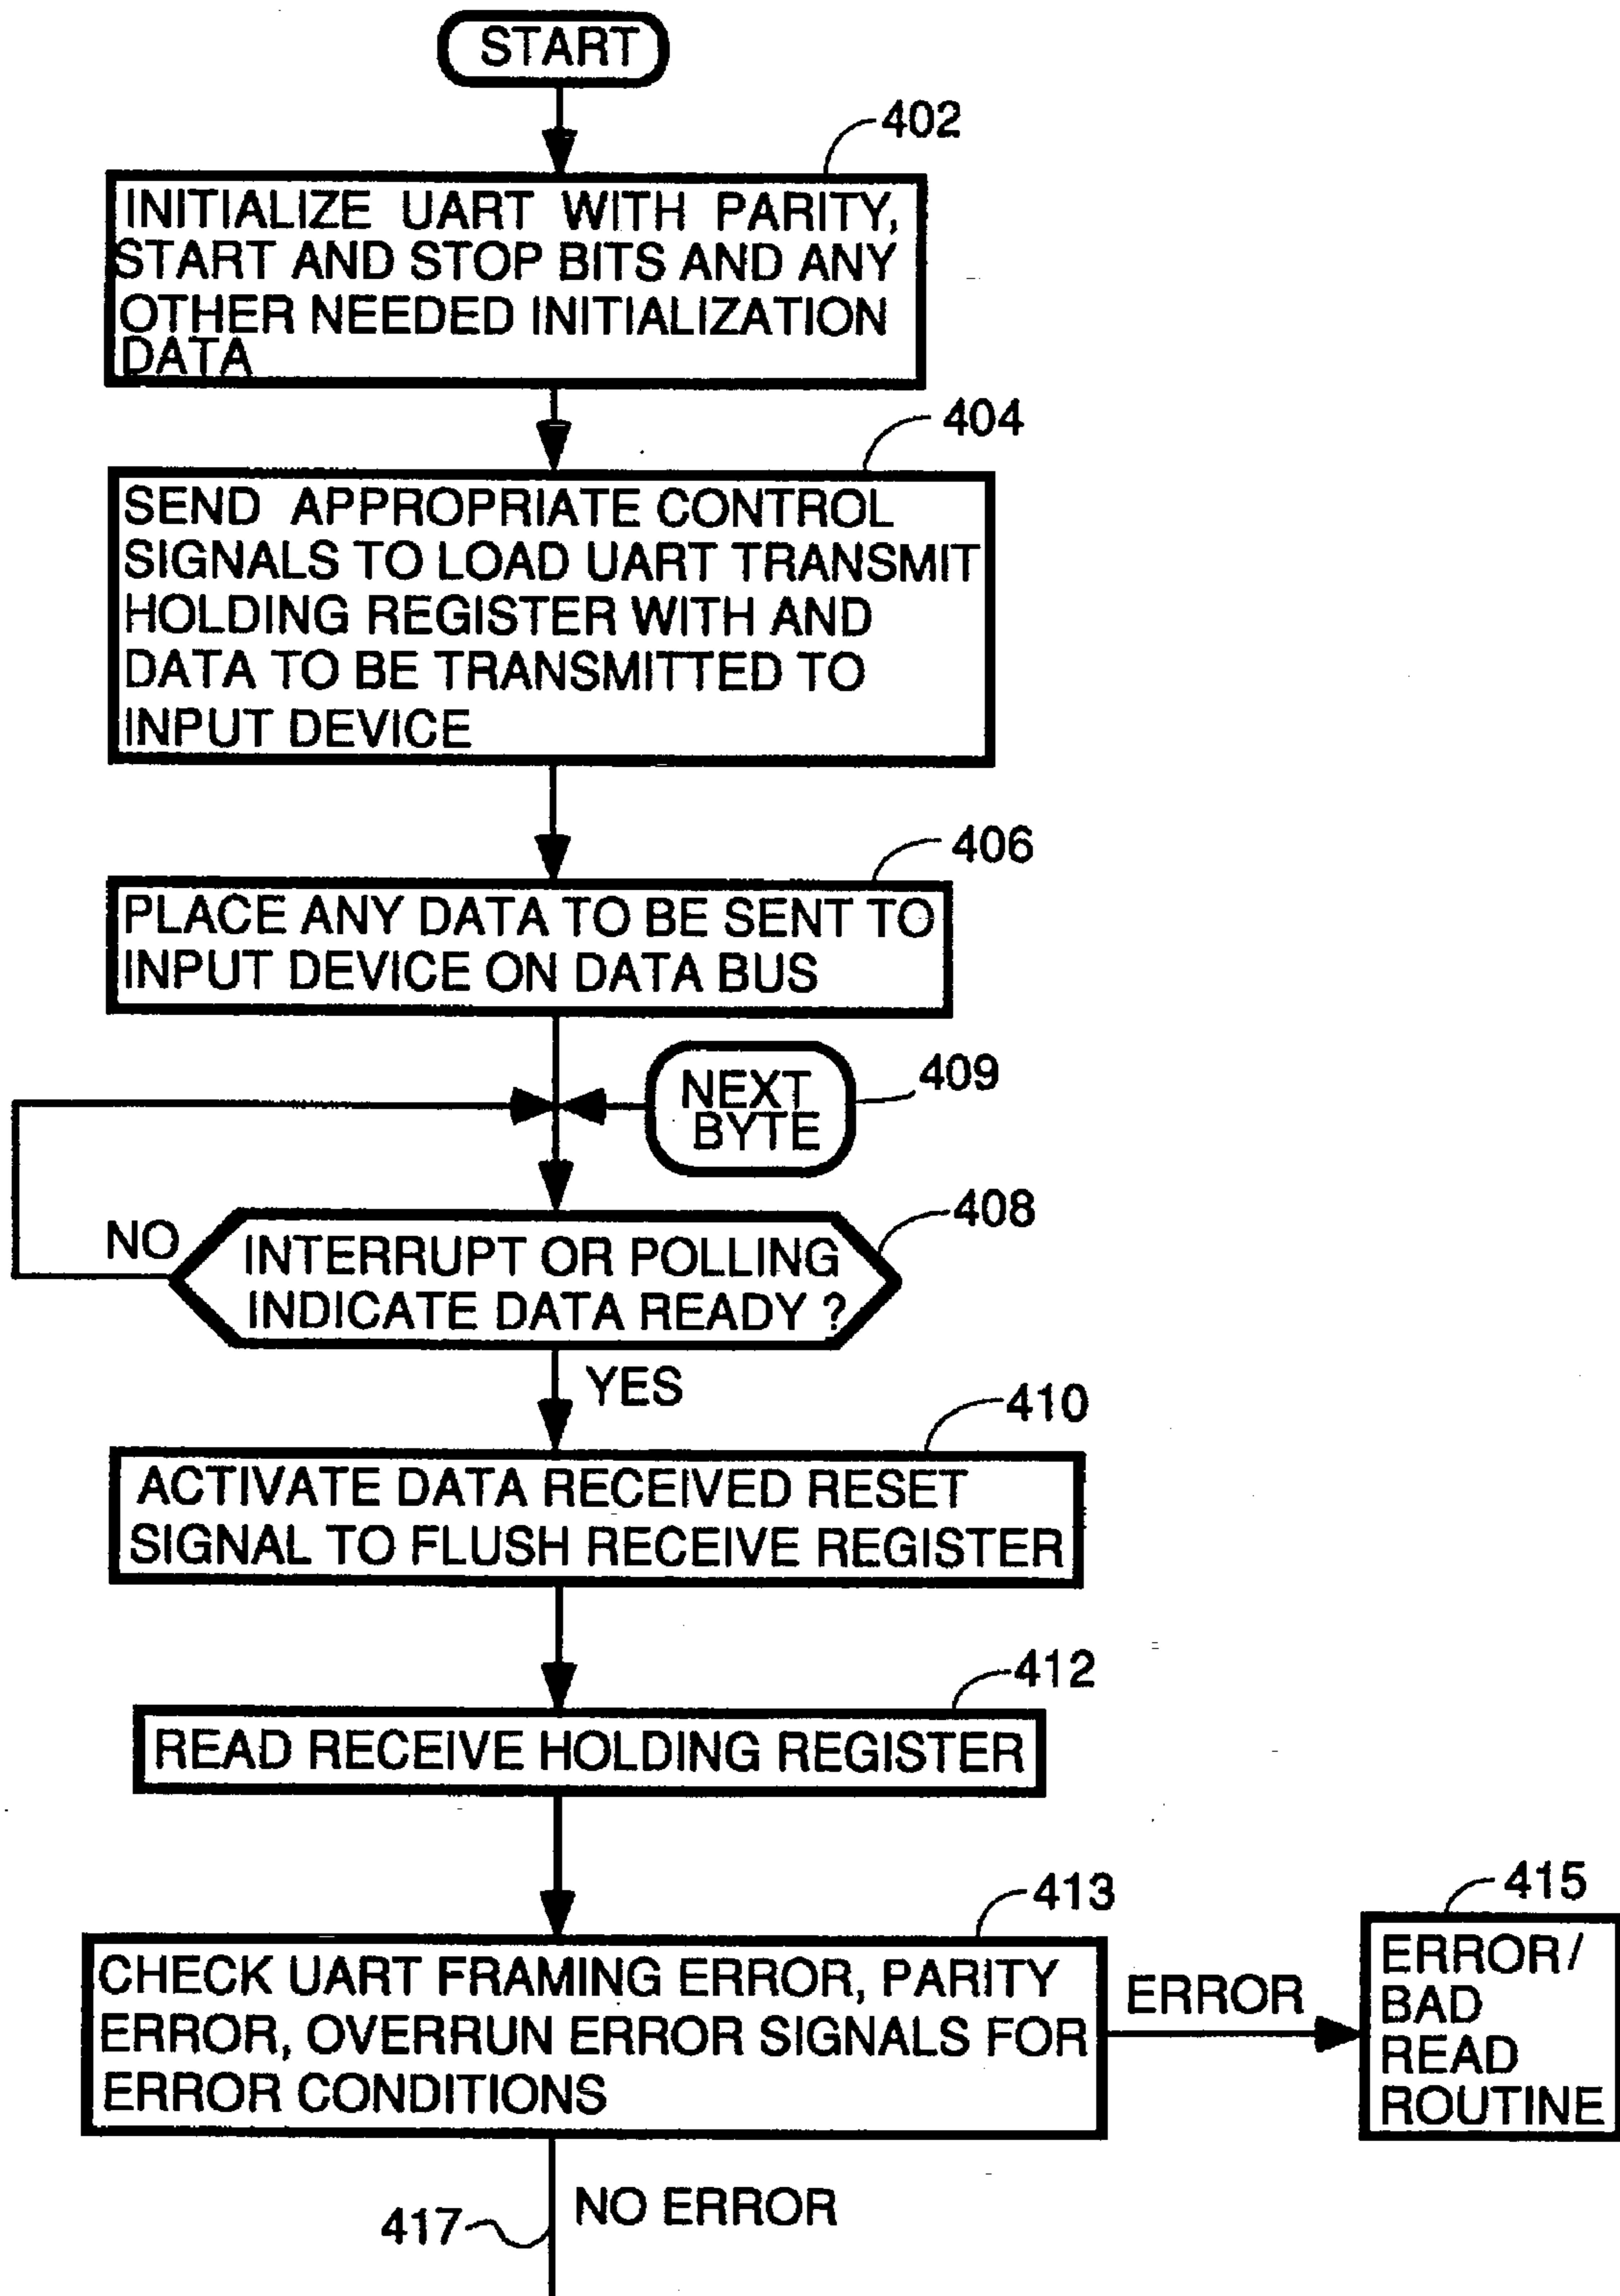 START
402
INITIALIZE UART WITH PARITY,
START AND STOP BITS AND ANY
OTHER NEEDED INITIALIZATION
DATA
404
SEND APPROPRIATE CONTROL
SIGNALS TO LOAD UART TRANSMIT
HOLDING REGISTER WITH AND
DATA TO BE TRANSMITTED TO
INPUT DEVICE
406
PLACE ANY DATA TO BE SENT TO
INPUT DEVICE ON DATA BUS
NEXT
BYTE
409
408
NO
INTERRUPT OR POLLING
INDICATE DATA READY ?
YES
410
ACTIVATE DATA RECEIVED RESET
SIGNAL TO FLUSH RECEIVE REGISTER
412
READ RECEIVE HOLDING REGISTER
413
CHECK UART FRAMING ERROR, PARITY
ERROR, OVERRUN ERROR SIGNALS FOR
ERROR CONDITIONS
ERROR
415
ERROR/
BAD
READ
ROUTINE
417
NO ERROR